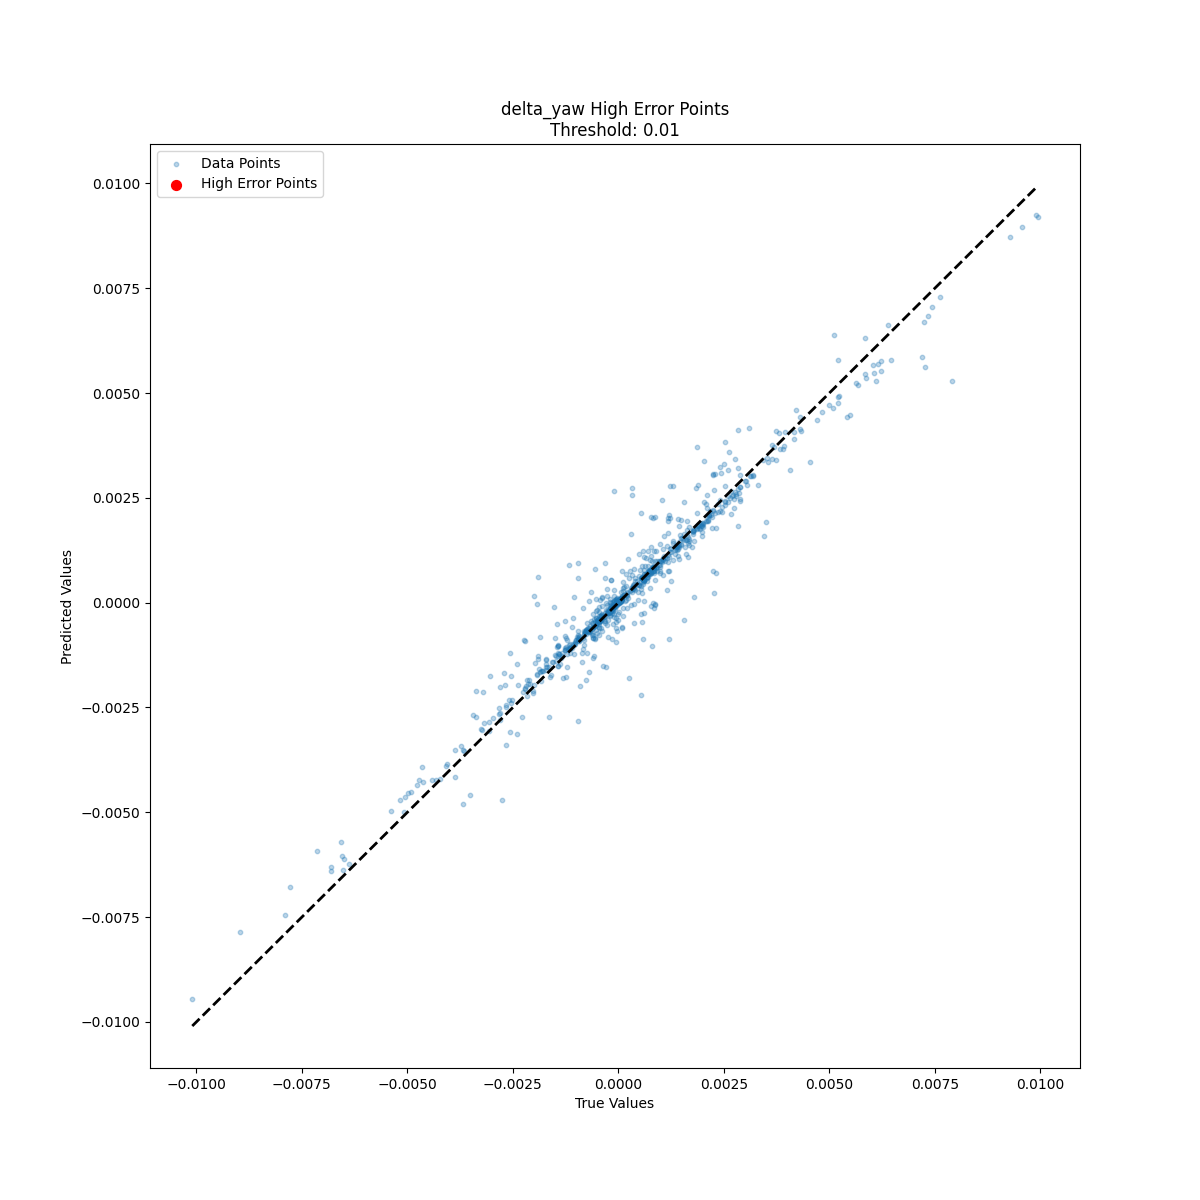 delta_yaw High Error Points
Threshold: 0.01
Data Points
High Error Points
0.0100
0.0075
0.0050
0.0025
0.0000
−0.0025
−0.0050
−0.0075
−0.0100
Predicted Values
−0.0100 −0.0075 −0.0050 −0.0025 0.0000 0.0025 0.0050 0.0075 0.0100
True Values